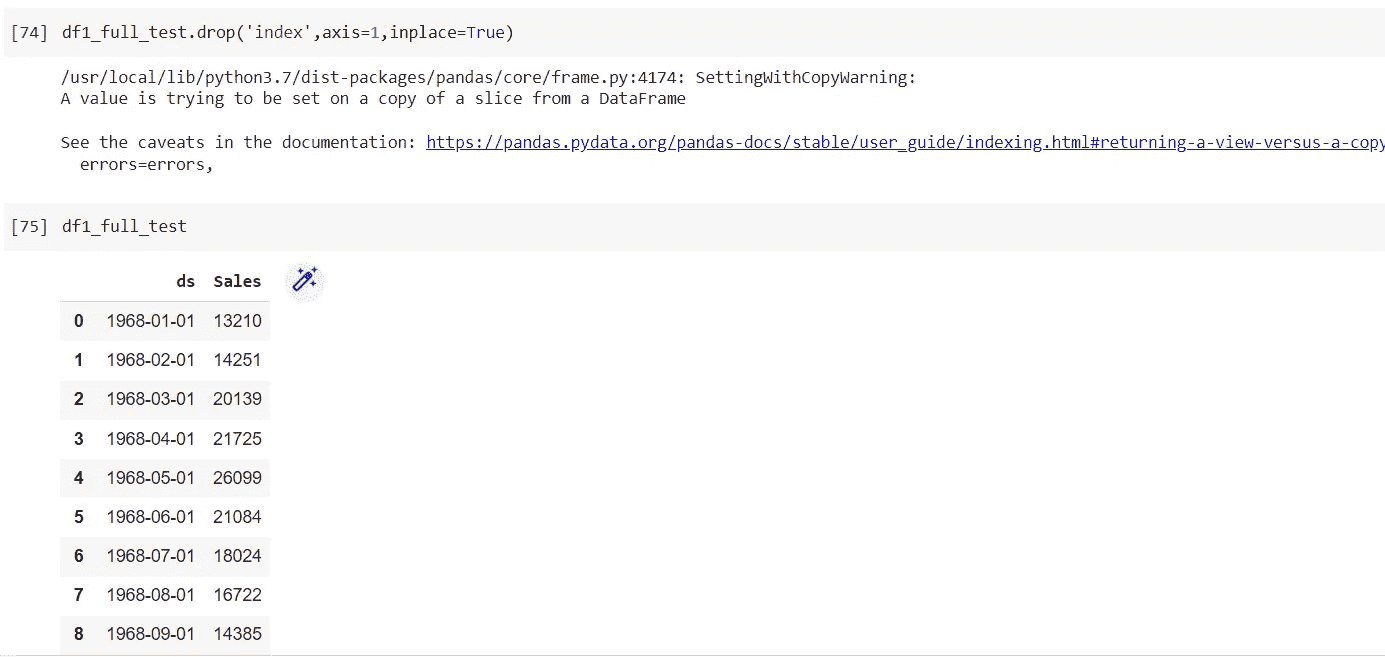 [74] df1_full_test.drop('index',axis=1,inplace=True)
/usr/local/lib/python3.7/dist-packages/pandas/core/frame.py:4174: SettingWithCopyWarning:
A value is trying to be set on a copy of a slice from a DataFrame
See the caveats in the documentation: https://pandas.pydata.org/pandas-docs/stable/user_guide/indexing.html#returning-a-view-versus-a-copy
errors=errors,
[75] df1_full_test
ds Sales
0 1968-01-01 13210
1 1968-02-01 14251
2 1968-03-01 20139
3 1968-04-01 21725
4 1968-05-01 26099
5 1968-06-01 21084
6 1968-07-01 18024
7 1968-08-01 16722
8 1968-09-01 14385